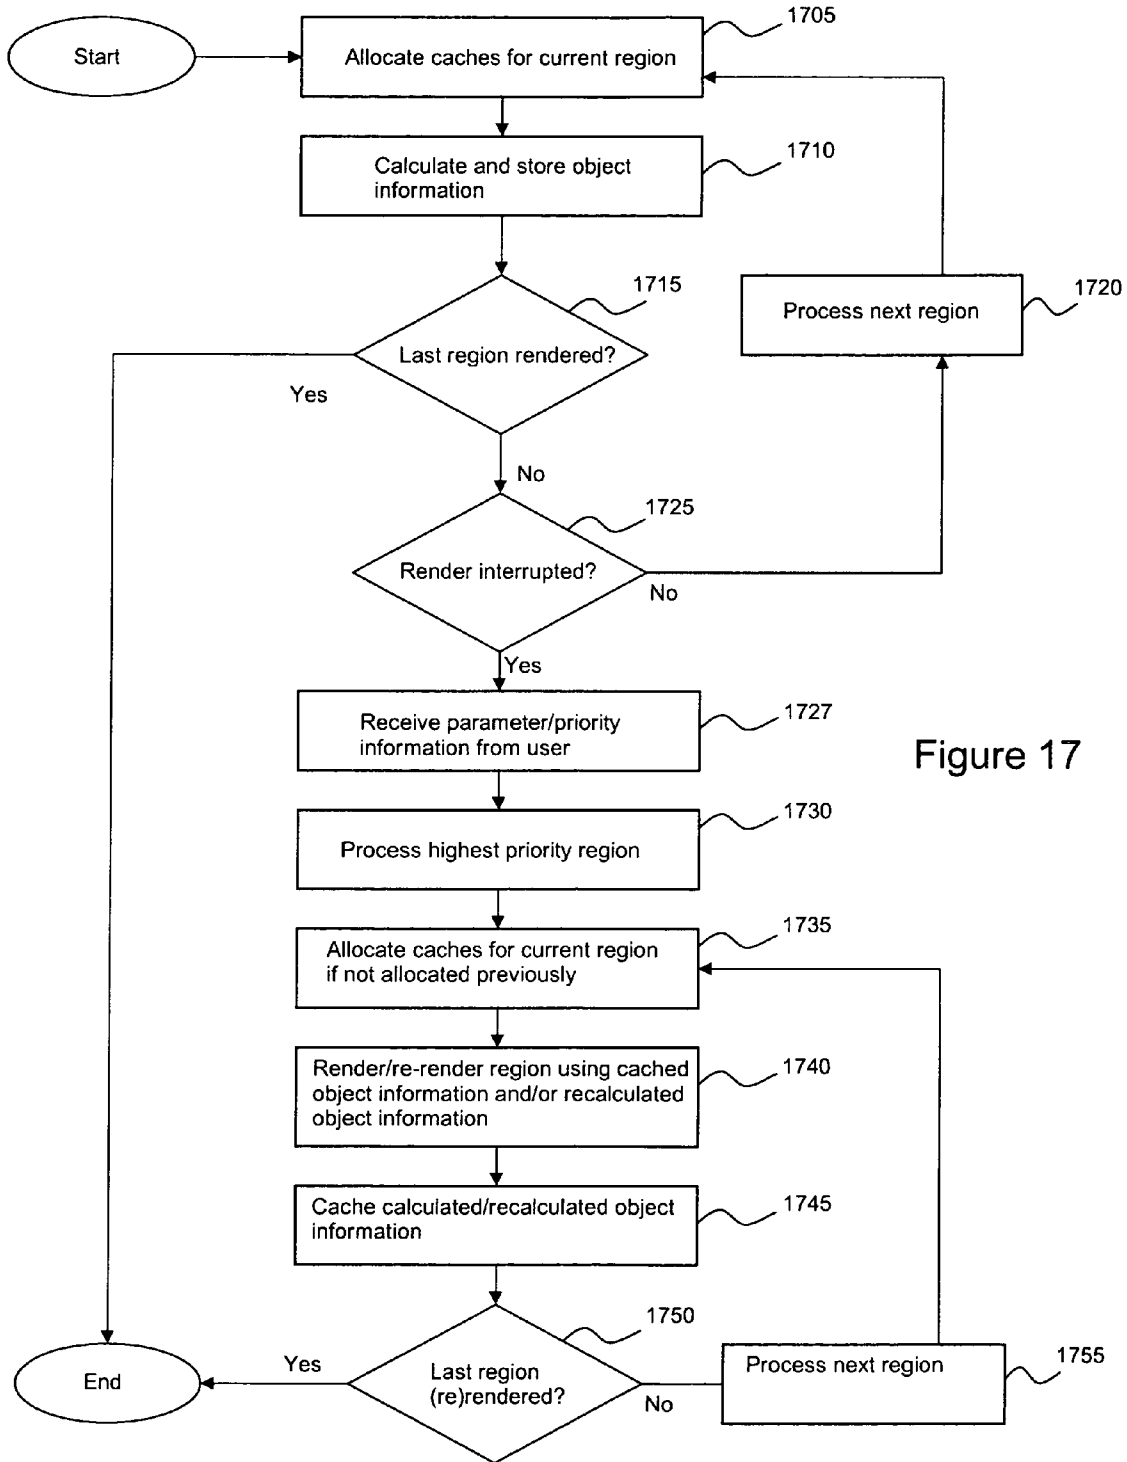 1705
Start
Allocate caches for current region
1710
Calculate and store object
information
1715
1720
Process next region
Last region rendered?
Yes
No
1725
Render interrupted?
No
Yes
1727
Receive parameter/priority
information from user
Figure 17
1730
Process highest priority region
1735
Allocate caches for current region
if not allocated previously
1740
Render/re-render region using cached
object information and/or recalculated
object information
1745
Cache calculated/recalculated object
information
1750
Last region
(re)rendered?
Yes
End
No
Process next region
1755